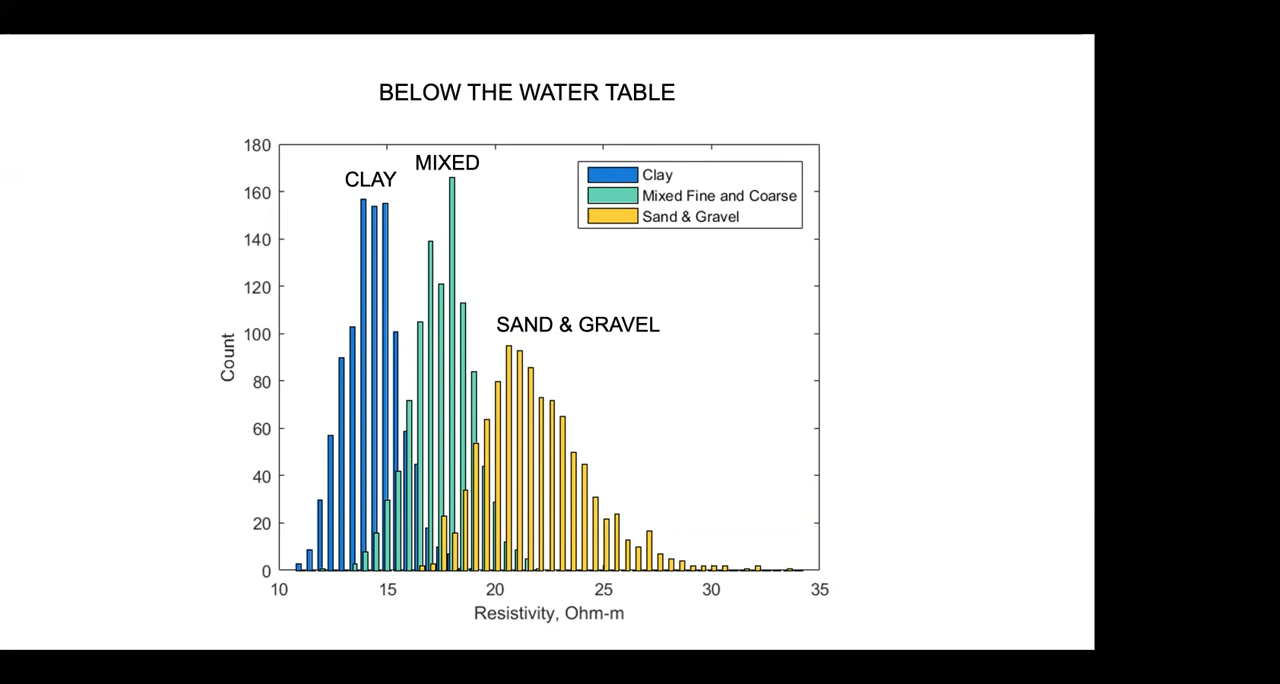 BELOW THE WATER TABLE
180
160
140
120
100
80
60
40
20
0
Count
CLAY
MIXED
SAND & GRAVEL
Clay
Mixed Fine and Coarse
Sand & Gravel
10 15 20 25 30 35
Resistivity, Ohm-m